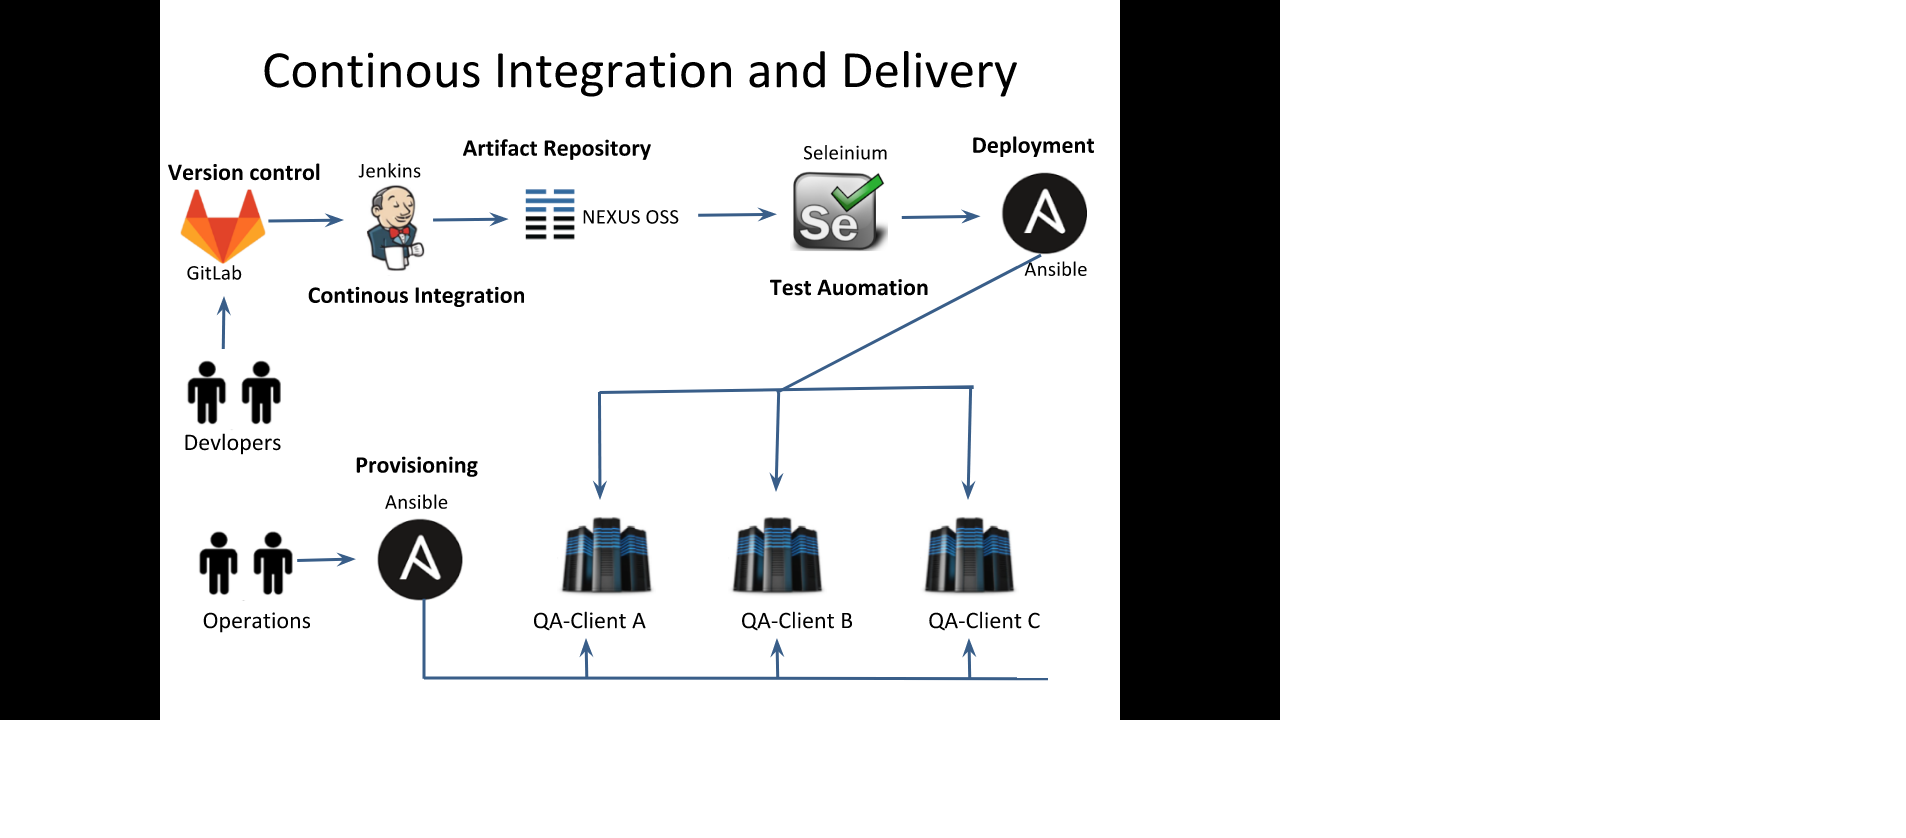 Continous Integration and Delivery
Version control
GitLab
Jenkins
Continous Integration
Artifact Repository
NEXUS OSS
Seleinium
Se
Test Auomation
Deployment
Ansible
Devlopers
Provisioning
Ansible
Operations
QA-Client A
QA-Client B
QA-Client C